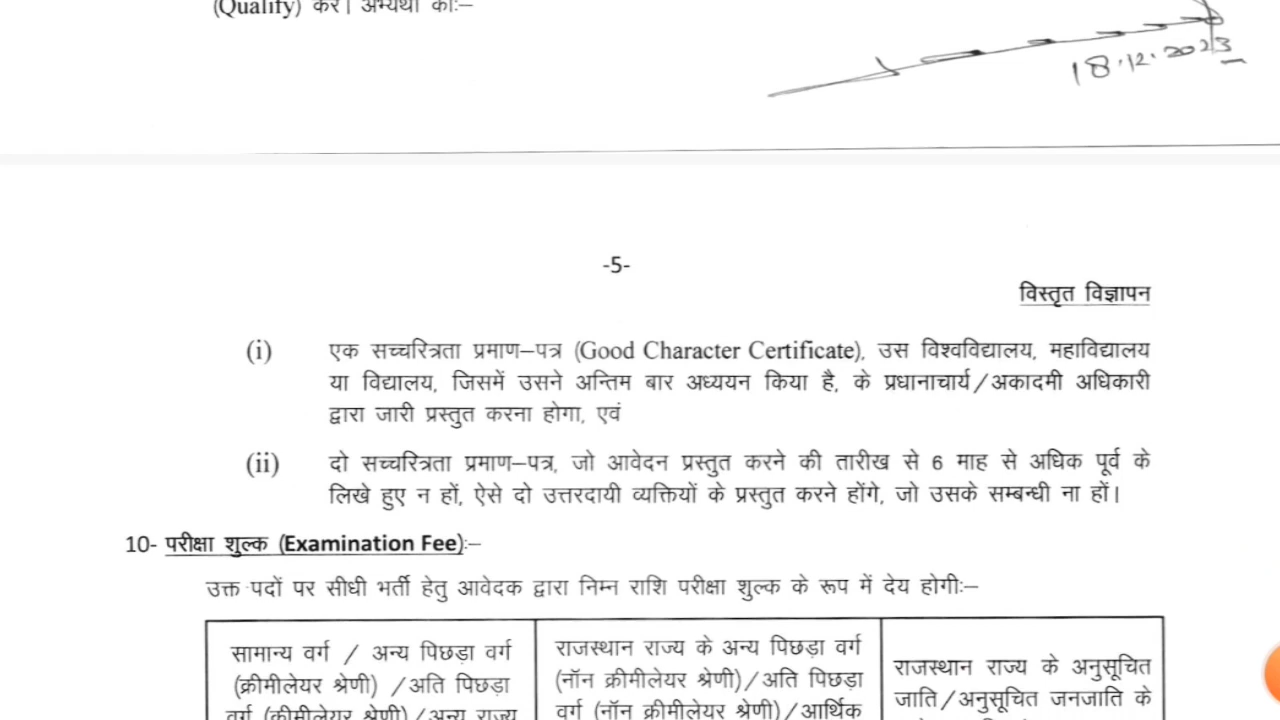 (Qualify) करें। अभ्यर्थी को:–
18.12.2023
-5-
विस्तृत विज्ञापन
(i) एक सच्चरित्रता प्रमाण–पत्र (Good Character Certificate), उस विश्वविद्यालय, महाविद्यालय
या विद्यालय, जिसमें उसने अन्तिम बार अध्ययन किया है, के प्रधानाचार्य/अकादमी अधिकारी
द्वारा जारी प्रस्तुत करना होगा, एवं
(ii) दो सच्चरित्रता प्रमाण–पत्र, जो आवेदन प्रस्तुत करने की तारीख से 6 माह से अधिक पूर्व के
लिखे हुए न हों, ऐसे दो उत्तरदायी व्यक्तियों के प्रस्तुत करने होंगे, जो उसके सम्बन्धी ना हों।
10- परीक्षा शुल्क (Examination Fee):–
उक्त पदों पर सीधी भर्ती हेतु आवेदक द्वारा निम्न राशि परीक्षा शुल्क के रूप में देय होगी:–
सामान्य वर्ग / अन्य पिछड़ा वर्ग
(क्रीमीलेयर श्रेणी) /अति पिछड़ा
वर्ग (क्रीमीलेयर श्रेणी)/अन्य राज्य
राजस्थान राज्य के अन्य पिछड़ा वर्ग
(नॉन क्रीमीलेयर श्रेणी)/अति पिछड़ा
वर्ग (नॉन क्रीमीलेयर श्रेणी)/आर्थिक
राजस्थान राज्य के अनुसूचित
जाति/अनुसूचित जनजाति के